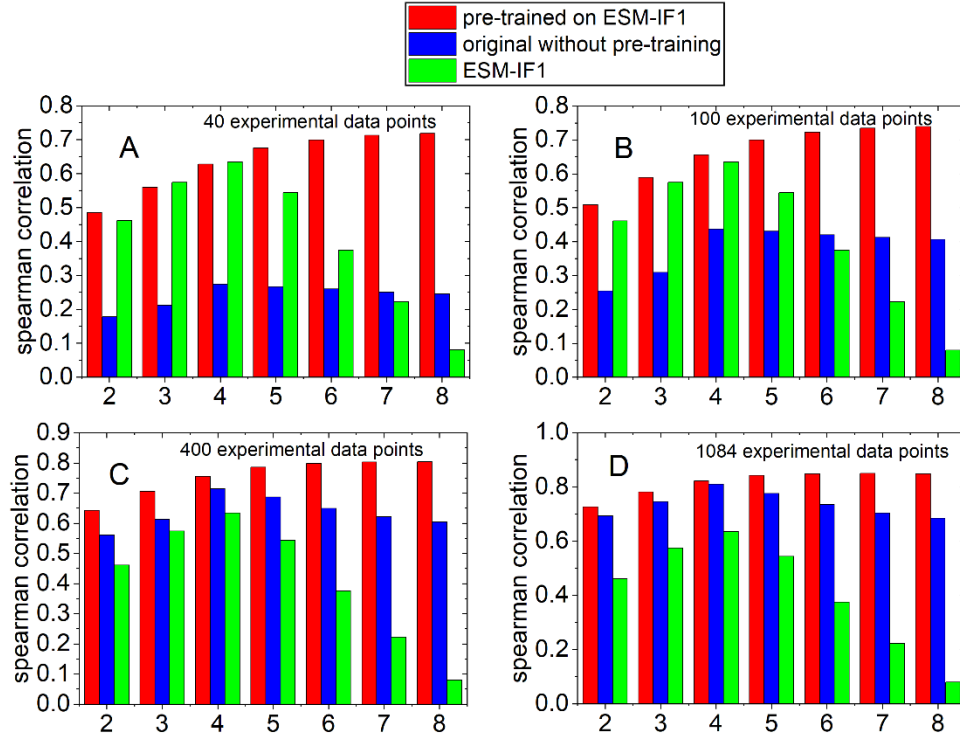 pre-trained on ESM-IF1
original without pre-training
ESM-IF1
0.8
0.7
0.6
0.5
0.4
0.3
0.2
0.1
0.0
spearman correlation
A
40 experimental data points
2 3 4 5 6 7 8
0.8
0.7
0.6
0.5
0.4
0.3
0.2
0.1
0.0
spearman correlation
B
100 experimental data points
2 3 4 5 6 7 8
0.9
0.8
0.7
0.6
0.5
0.4
0.3
0.2
0.1
0.0
spearman correlation
C
400 experimental data points
2 3 4 5 6 7 8
1.0
0.8
0.6
0.4
0.2
0.0
spearman correlation
D
1084 experimental data points
2 3 4 5 6 7 8